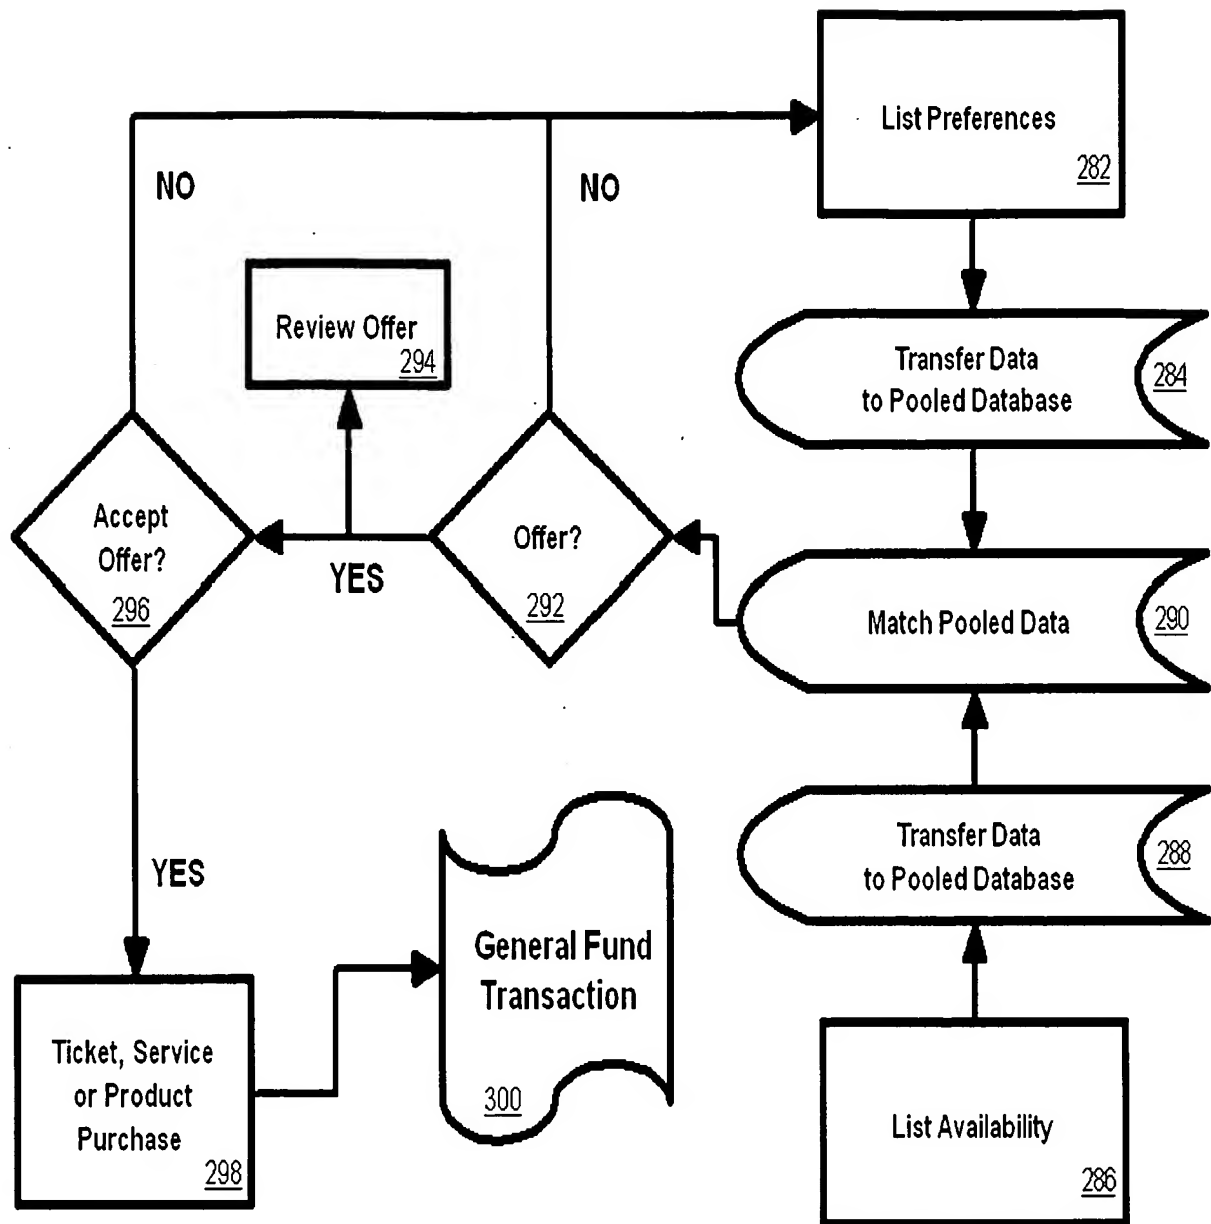 List Preferences
282
NO
NO
Review Offer
294
Transfer Data
to Pooled Database
284
Accept
Offer?
296
YES
Offer?
292
Match Pooled Data
290
Transfer Data
to Pooled Database
288
YES
General Fund
Transaction
300
Ticket, Service
or Product
Purchase
298
List Availability
286